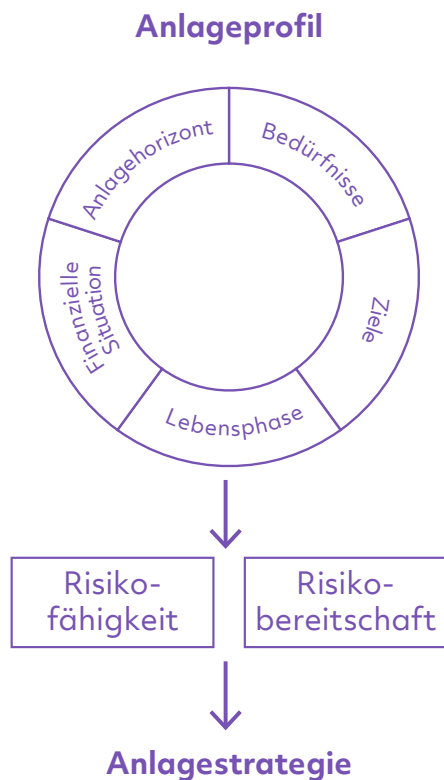 Anlageprofil
Anlagehorizont
Bedürfnisse
Finanzielle
Situation
Ziele
Lebensphase
Risiko-
fähigkeit
Risiko-
bereitschaft
Anlagestrategie